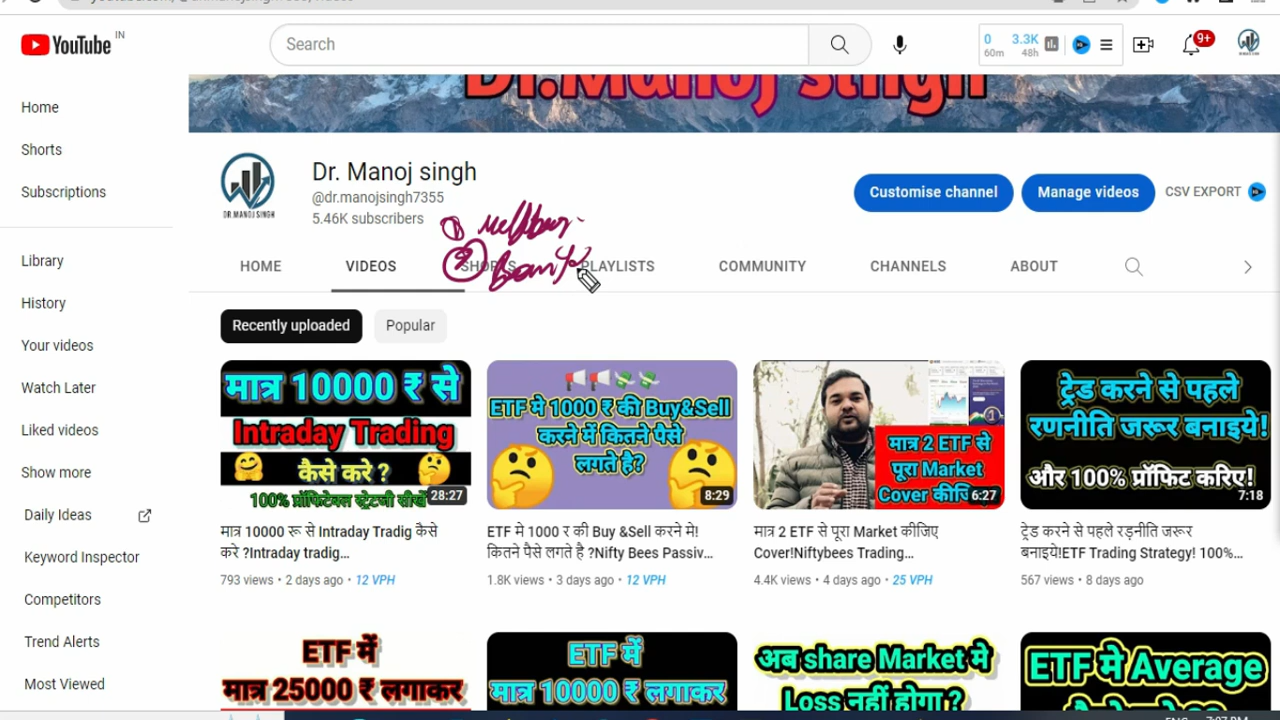 YouTube IN
Search
0 3.3K
60m 48h
9+
Home
Shorts
Subscriptions
Library
History
Your videos
Watch Later
Liked videos
Show more
Daily Ideas
Keyword Inspector
Competitors
Trend Alerts
Most Viewed
Dr.Manoj singh
DR MANOJ SINGH
Dr. Manoj singh
@dr.manojsingh7355
5.46K subscribers
Customise channel
Manage videos
CSV EXPORT
HOME VIDEOS SHORTS PLAYLISTS COMMUNITY CHANNELS ABOUT
Recently uploaded Popular
मात्र 10000 ₹ से
Intraday Trading
कैसे करे ?
100% प्रॉफिटेबल स्ट्रेटजी सीखें
28:27
मात्र 10000 रू से Intraday Tradig कैसे
करे ?Intraday tradig...
793 views • 2 days ago • 12 VPH
ETF मे 1000 ₹ की Buy&Sell
करने में कितने पैसे
लगते है?
8:29
ETF मे 1000 र की Buy &Sell करने मे!
कितने पैसे लगते है ?Nifty Bees Passiv...
1.8K views • 3 days ago • 12 VPH
मात्र 2 ETF से
पूरा Market
Cover
6:27
मात्र 2 ETF से पूरा Market कीजिए
Cover!Niftybees Trading...
4.4K views • 4 days ago • 25 VPH
ट्रेड करने से पहले
रणनीति जरूर बनाइये!
और 100% प्रॉफिट करिए!
7:18
ट्रेड करने से पहले रड़नीति जरूर
बनाइये!ETF Trading Strategy! 100%...
567 views • 8 days ago
ETF में
मात्र 25000 ₹ लगाकर
ETF में
मात्र 10000 ₹ लगाकर
अब share Market मे
Loss नहीं होगा ?
ETF मे Average